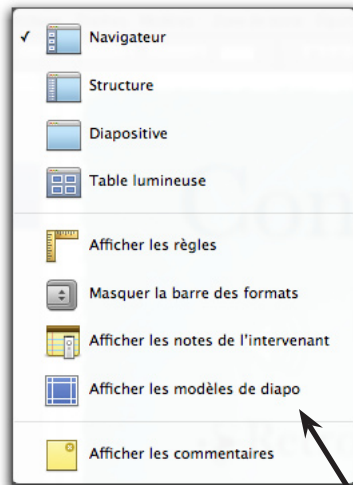 ✓ Navigateur
Structure
Diapositive
Table lumineuse
Afficher les règles
Masquer la barre des formats
Afficher les notes de l'intervenant
Afficher les modèles de diapo
Afficher les commentaires